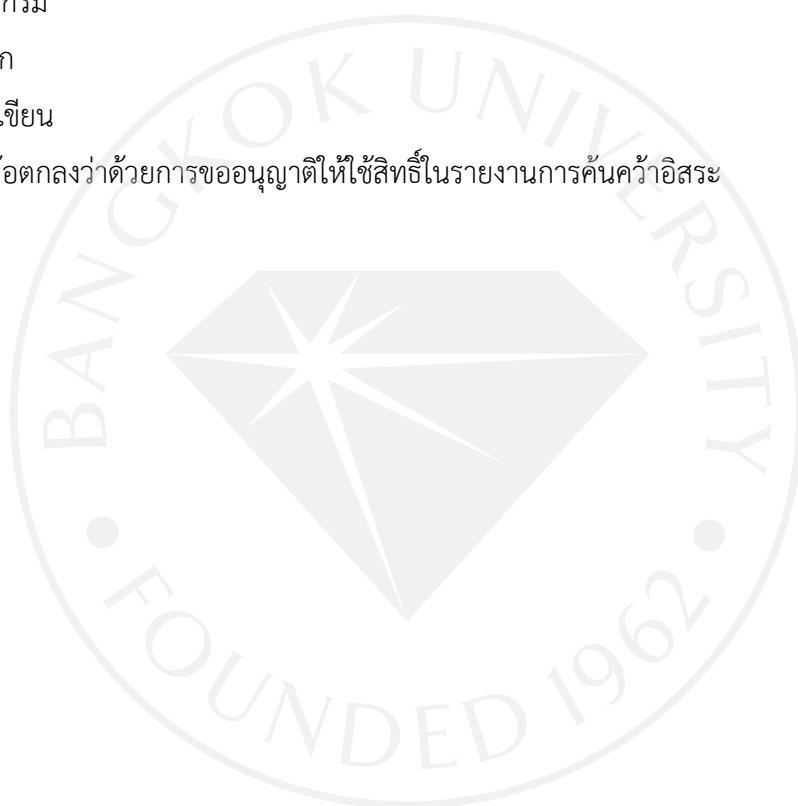 กรม
ก
เขียน
้อตกลงว่าด้วยการขออนุญาตให้ใช้สิทธิ์ในรายงานการค้นคว้าอิสระ
BANGKOK UNIVERSITY
FOUNDED 1962